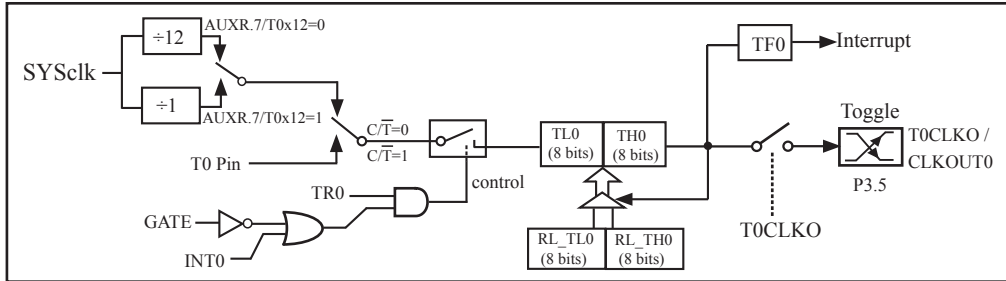 AUXR.7/T0x12=0
÷12
SYSclk
÷1
AUXR.7/T0x12=1
T0 Pin
C/T̅=0
C/T̅=1
control
TR0
GATE
INT0
TL0
(8 bits)
TH0
(8 bits)
RL_TL0
(8 bits)
RL_TH0
(8 bits)
TF0
Interrupt
Toggle
T0CLKO /
CLKOUT0
P3.5
T0CLKO